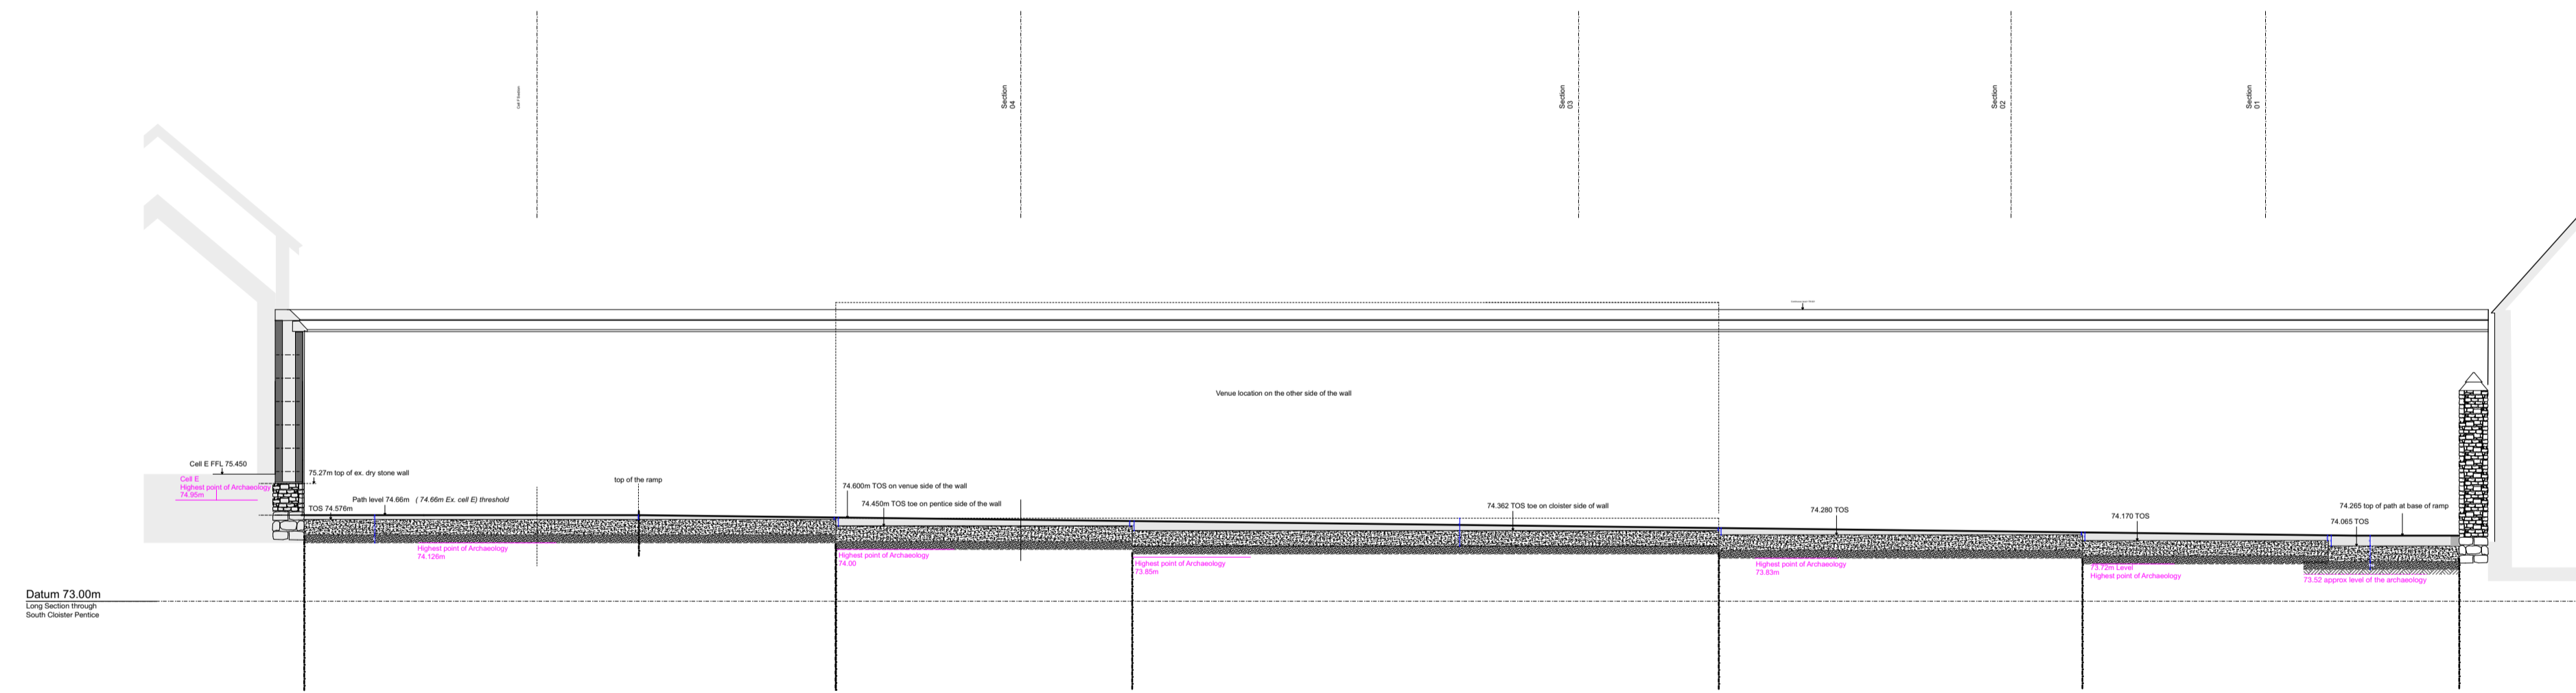 Section
04
Section
03
Section
02
Section
01
Venue location on the other side of the wall
Cell E FFL 75.450
Cell E
Highest point of Archaeology
74.95m
75.27m top of ex. dry stone wall
Path level 74.66m ( 74.66m Ex. cell E) threshold
TOS 74.576m
top of the ramp
74.600m TOS on venue side of the wall
74.450m TOS toe on pentice side of the wall
74.362 TOS toe on cloister side of wall
74.280 TOS
74.170 TOS
74.265 top of path at base of ramp
74.065 TOS
Highest point of Archaeology
74.126m
Highest point of Archaeology
74.00
Highest point of Archaeology
73.85m
Highest point of Archaeology
73.83m
73.72m Level
Highest point of Archaeology
73.52 approx level of the archaeology
Datum 73.00m
Long Section through
South Cloister Pentice